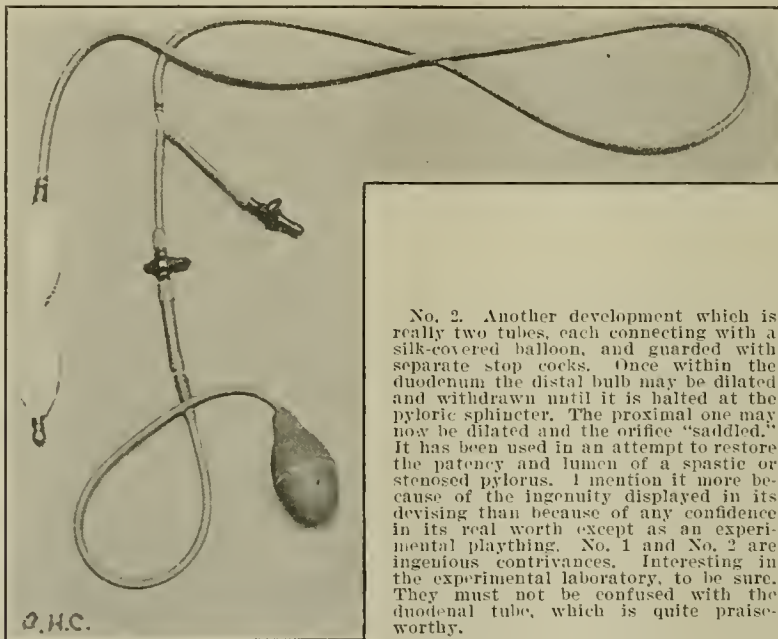 No. 2. Another development which is
really two tubes, each connecting with a
silk-covered balloon, and guarded with
separate stop cocks. Once within the
duodenum the distal bulb may be dilated
and withdrawn until it is halted at the
pyloric sphincter. The proximal one may
now be dilated and the orifice “saddled.”
It has been used in an attempt to restore
the patency and lumen of a spastic or
stenosed pylorus. I mention it more be-
cause of the ingenuity displayed in its
devising than because of any confidence
in its real worth except as an experi-
mental plaything. No. 1 and No. 2 are
ingenious contrivances. Interesting in
the experimental laboratory, to be sure.
They must not be confused with the
duodenal tube, which is quite praise-
worthy.
O.H.C.